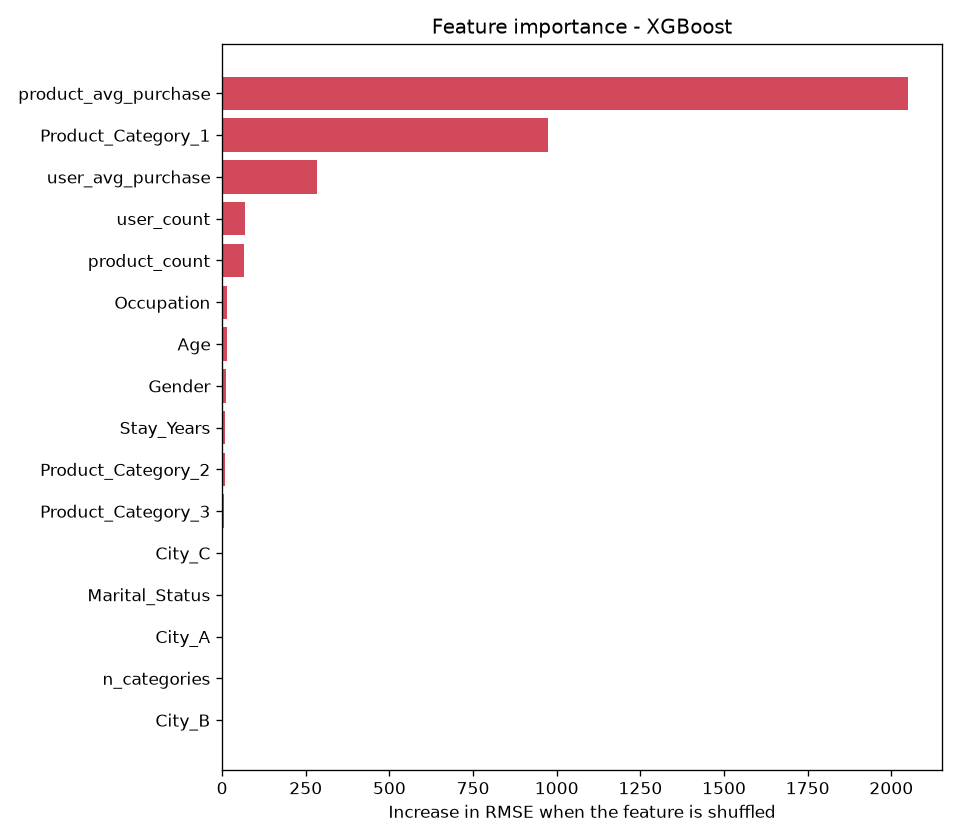 Feature importance - XGBoost
product_avg_purchase
Product_Category_1
user_avg_purchase
user_count
product_count
Occupation
Age
Gender
Stay_Years
Product_Category_2
Product_Category_3
City_C
Marital_Status
City_A
n_categories
City_B
0 250 500 750 1000 1250 1500 1750 2000
Increase in RMSE when the feature is shuffled